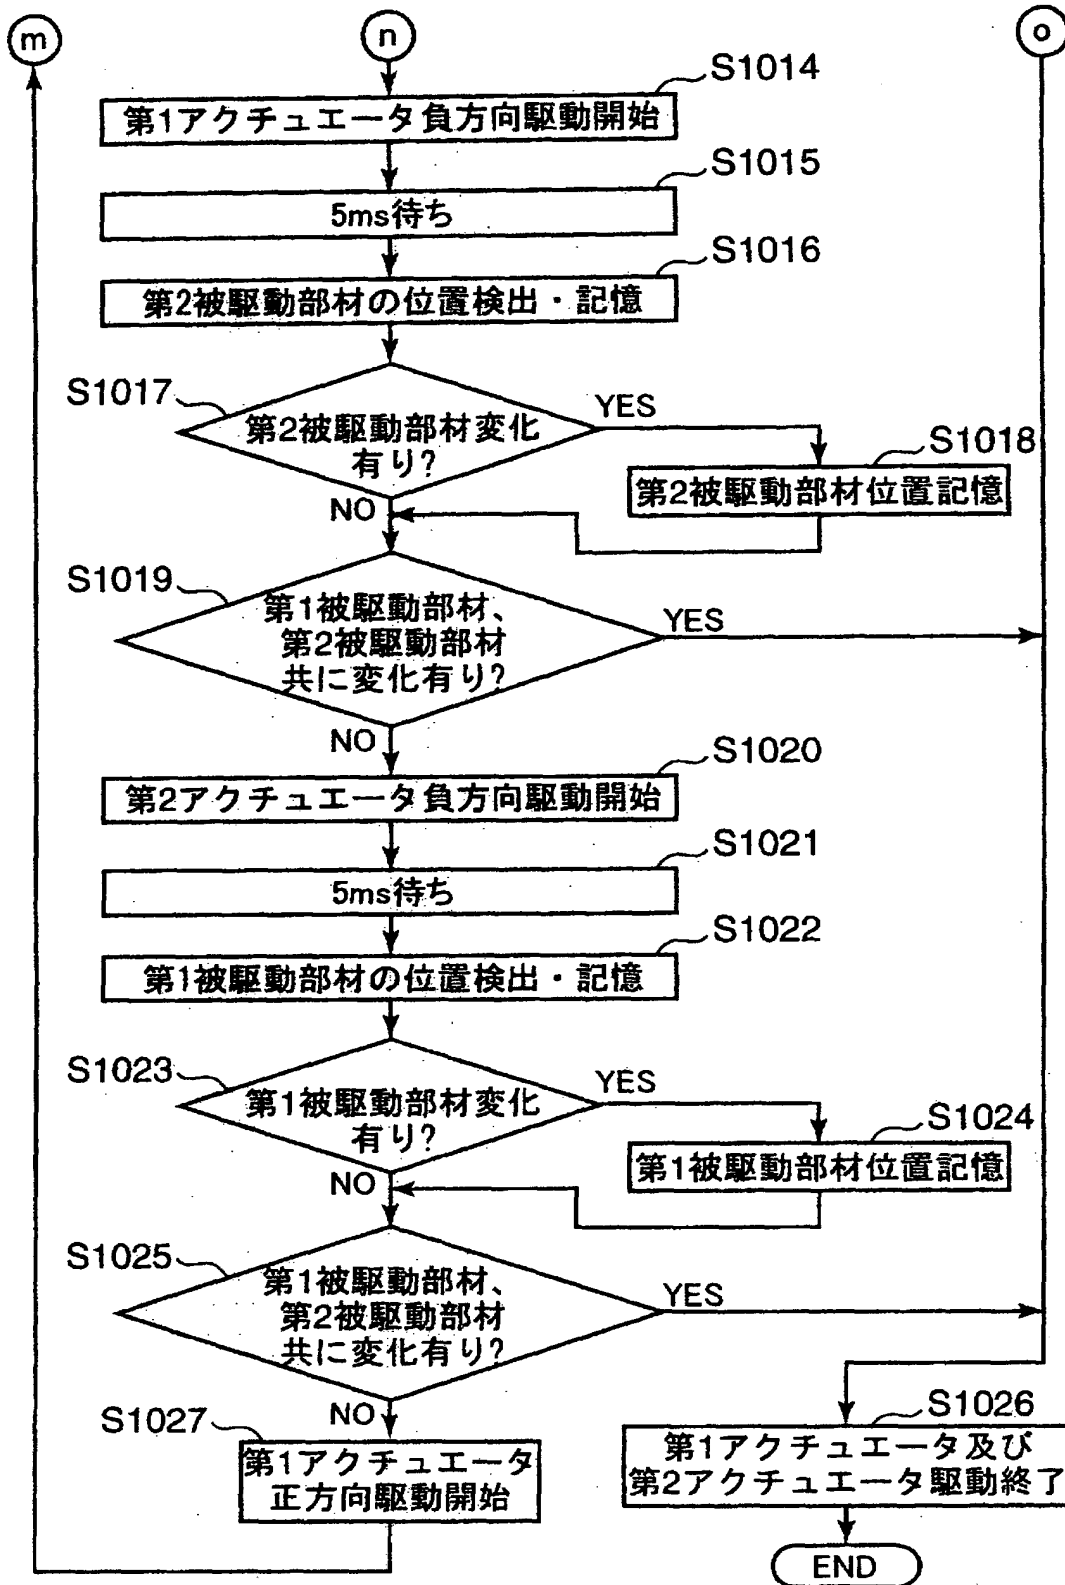 m
n
o
S1014
第1アクチュエータ負方向駆動開始
S1015
5ms待ち
S1016
第2被駆動部材の位置検出・記憶
S1017
第2被駆動部材変化
有り?
YES
S1018
第2被駆動部材位置記憶
NO
S1019
第1被駆動部材、
第2被駆動部材
共に変化有り?
YES
NO
S1020
第2アクチュエータ負方向駆動開始
S1021
5ms待ち
S1022
第1被駆動部材の位置検出・記憶
S1023
第1被駆動部材変化
有り?
YES
S1024
第1被駆動部材位置記憶
NO
S1025
第1被駆動部材、
第2被駆動部材
共に変化有り?
YES
NO
S1027
第1アクチュエータ
正方向駆動開始
S1026
第1アクチュエータ及び
第2アクチュエータ駆動終了
END